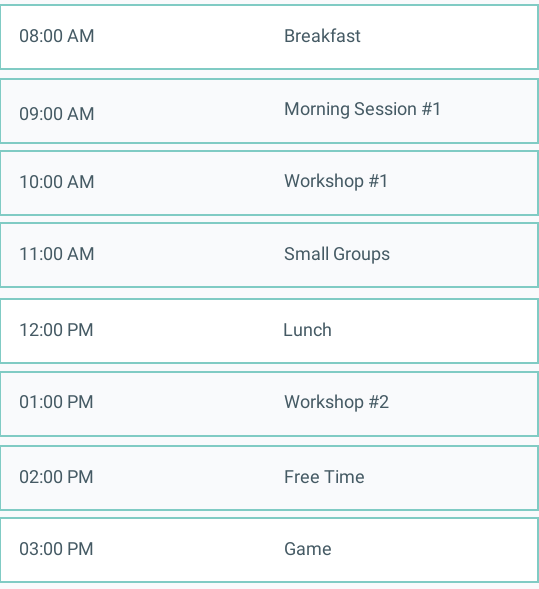 08:00 AM Breakfast
09:00 AM Morning Session #1
10:00 AM Workshop #1
11:00 AM Small Groups
12:00 PM Lunch
01:00 PM Workshop #2
02:00 PM Free Time
03:00 PM Game